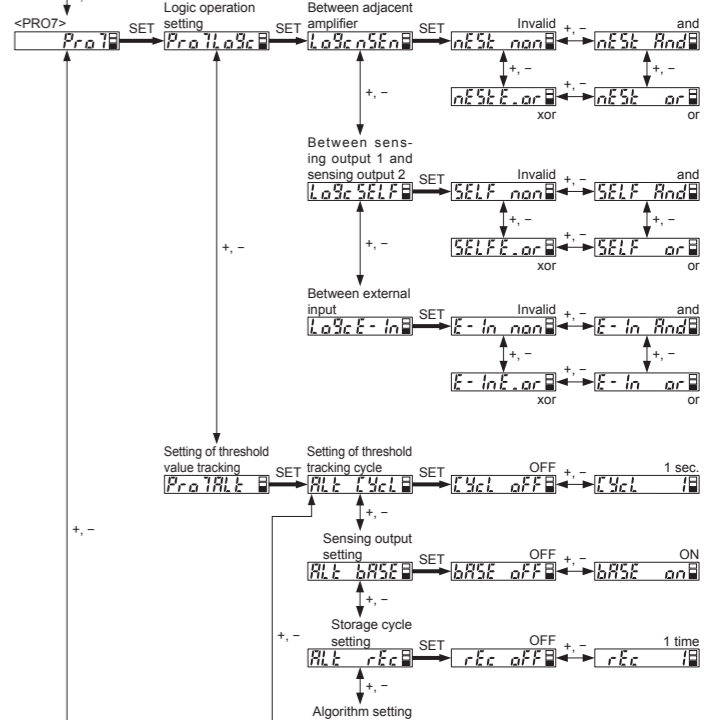 +, −
Logic operation setting
Between adjacent amplifier
<PRO7>
Pro7
SET
Pro7LoGc
SET
LoGcnSEn
SET
Invalid
nESt non
+, −
and
nESt And
+, −
+, −
+, −
nEStE.or
xor
+, −
nESt or
or
Between sens-
ing output 1 and
sensing output 2
LoGcSELF
SET
Invalid
SELF non
+, −
and
SELF And
+, −
+, −
+, −
+, −
SELFE.or
xor
+, −
SELF or
or
Between external
input
LoGcE-In
SET
Invalid
E-In non
+, −
and
E-In And
+, −
+, −
E-InE.or
xor
+, −
E-In or
or
Setting of threshold
value tracking
Pro7ALt
SET
Setting of threshold
tracking cycle
ALt CYcL
SET
OFF
CYcL oFF
+, −
1 sec.
CYcL 1
+, −
+, −
Sensing output
setting
ALt bASE
SET
OFF
bASE oFF
+, −
ON
bASE on
+, −
+, −
Storage cycle
setting
ALt rEc
SET
OFF
rEc oFF
+, −
1 time
rEc 1
+, −
Algorithm setting